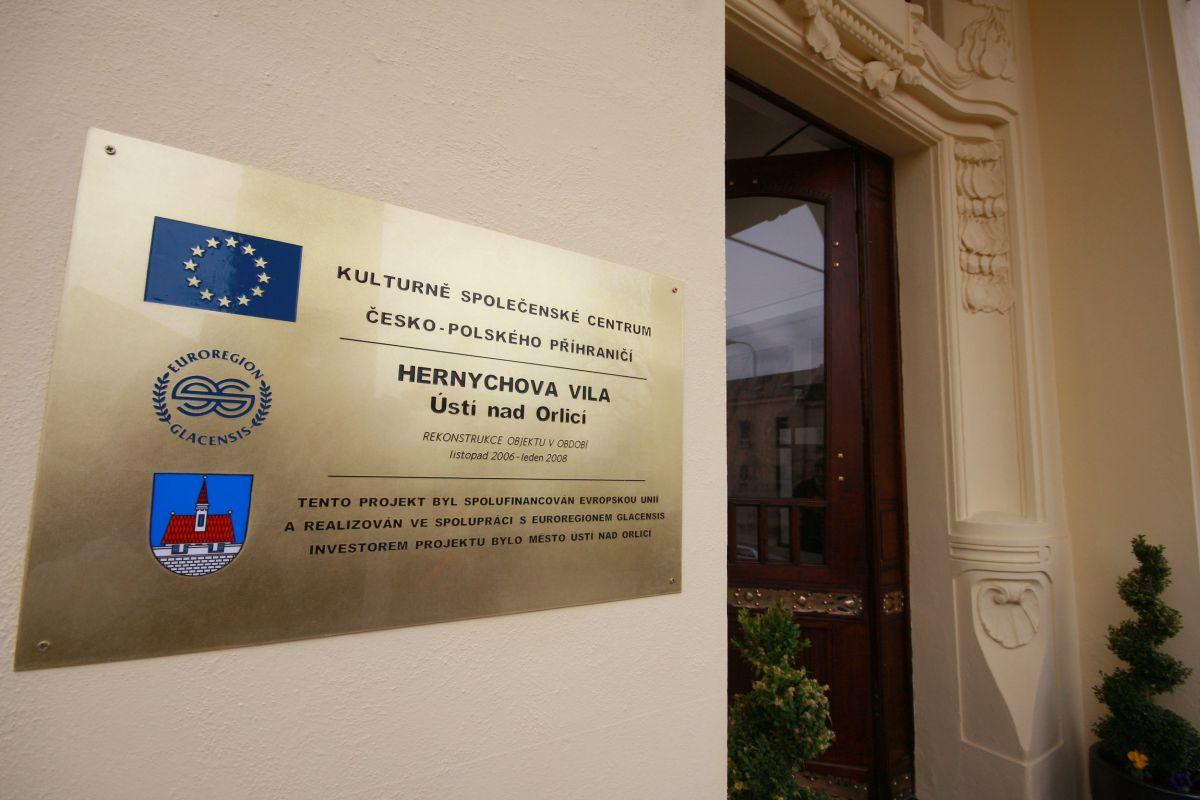 KULTURNĚ SPOLEČENSKÉ CENTRUM
ČESKO-POLSKÉHO PŘÍHRANIČÍ
HERNYCHOVA VILA
Ústí nad Orlicí
REKONSTRUKCE OBJEKTU V OBDOBÍ
listopad 2006 - leden 2008
TENTO PROJEKT BYL SPOLUFINANCOVÁN EVROPSKOU UNIÍ
A REALIZOVÁN VE SPOLUPRÁCI S EUROREGIONEM GLACENSIS
INVESTOREM PROJEKTU BYLO MĚSTO ÚSTÍ NAD ORLICÍ
EUROREGION
GLACENSIS